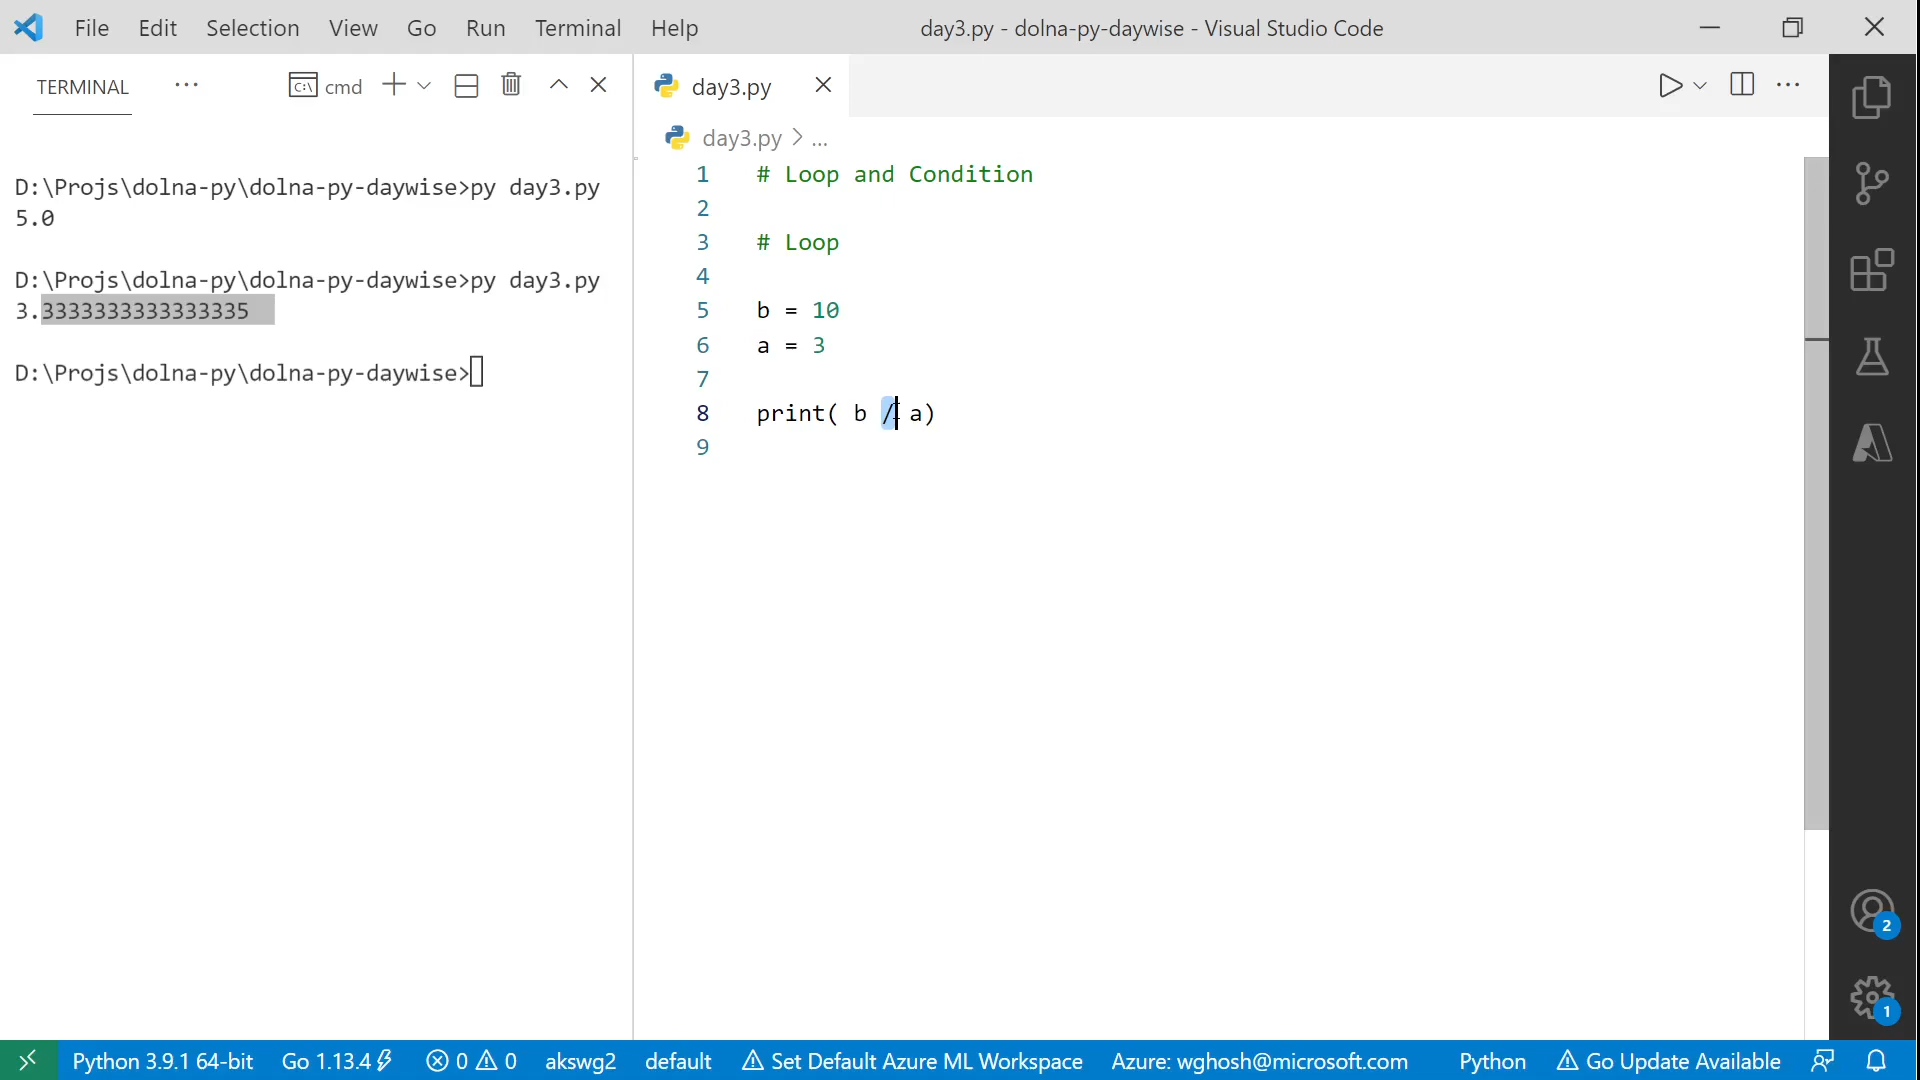 File Edit Selection View Go Run Terminal Help day3.py - dolna-py-daywise - Visual Studio Code
TERMINAL ··· cmd
D:\Projs\dolna-py\dolna-py-daywise>py day3.py
5.0
D:\Projs\dolna-py\dolna-py-daywise>py day3.py
3.3333333333333335
D:\Projs\dolna-py\dolna-py-daywise>
day3.py
day3.py > ...
1 # Loop and Condition
2
3 # Loop
4
5 b = 10
6 a = 3
7
8 print( b / a)
9
2
1
Python 3.9.1 64-bit Go 1.13.4 0 0 akswg2 default Set Default Azure ML Workspace Azure: wghosh@microsoft.com Python Go Update Available